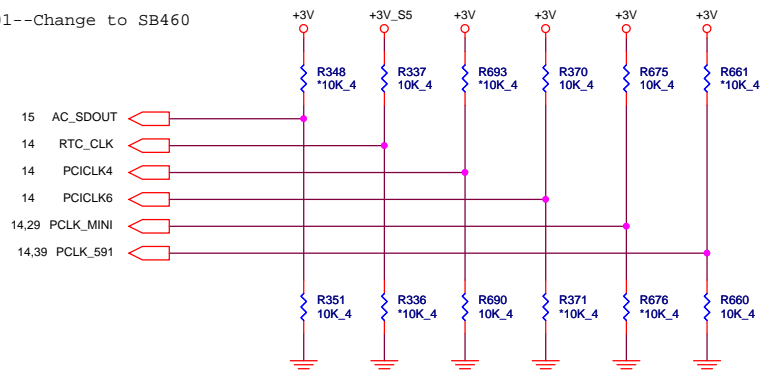 01--Change to SB460
+3V +3V_S5 +3V +3V +3V +3V
R348 R337 R693 R370 R675 R661
*10K_4 10K_4 *10K_4 10K_4 10K_4 *10K_4
15 AC_SDOUT
14 RTC_CLK
14 PCICLK4
14 PCICLK6
14,29 PCLK_MINI
14,39 PCLK_591
R351 R336 R690 R371 R676 R660
10K_4 *10K_4 10K_4 *10K_4 *10K_4 10K_4